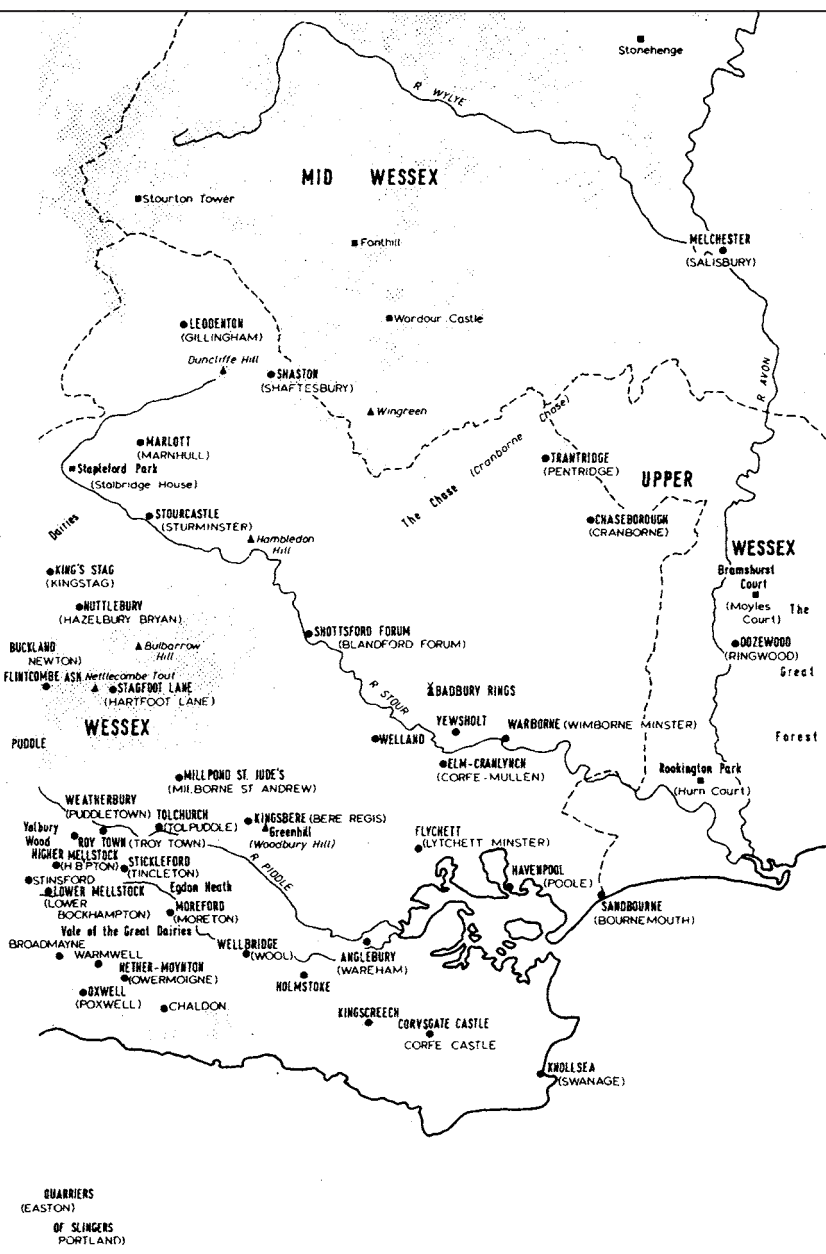 Stonehenge
R WYLYE
MID WESSEX
Stourton Tower
Fonthill
MELCHESTER
(SALISBURY)
LEDDENTON
(GILLINGHAM)
Wardour Castle
Duncliffe Hill
SHASTON
(SHAFTESBURY)
R AVON
Wingreen
MARLOTT
(MARNHULL)
Stapleford Park
(Stalbridge House)
The Chase (Cranborne Chase)
TRANTRIDGE
(PENTRIDGE)
UPPER
STOURCASTLE
(STURMINSTER)
Dairies
Hambledon
Hill
CHASEBOROUGH
(CRANBORNE)
WESSEX
KING'S STAG
(KINGSTAG)
Bramshurst
Court
(Moyles
Court)
The
NUTTLEBURY
(HAZELBURY BRYAN)
SHOTTSFORD FORUM
(BLANDFORD FORUM)
OOZEWOOD
(RINGWOOD)
BUCKLAND
NEWTON)
Bulbarrow
Hill
Great
FLINTCOMBE ASH
Nettlecombe Tout
STAGFOOT LANE
(HARTFOOT LANE)
R STOUR
BADBURY RINGS
WESSEX
YEWSHOLT
WARBORNE (WIMBORNE MINSTER)
Forest
PUDDLE
WELLAND
ELM-CRANLYNCH
(CORFE-MULLEN)
Rookington Park
(Hurn Court)
MILLPOND ST. JUDE'S
(MILBORNE ST ANDREW)
WEATHERBURY
(PUDDLETOWN)
TOLCHURCH
(TOLPUDDLE)
KINGSBERE (BERE REGIS)
Greenhill
(Woodbury Hill)
Yalbury
Wood
ROY TOWN (TROY TOWN)
FLYCHETT
(LYTCHETT MINSTER)
HIGHER MELLSTOCK
(H B'PTON)
STICKLEFORD
(TINCLETON)
R PIDDLE
STINSFORD
LOWER MELLSTOCK
(LOWER
BOCKHAMPTON)
Egdon Heath
HAVENPOOL
(POOLE)
MOREFORD
(MORETON)
SANDBOURNE
(BOURNEMOUTH)
Vale of the Great Dairies
BROADMAYNE
WARMWELL
WELLBRIDGE
(WOOL)
ANGLEBURY
(WAREHAM)
NETHER-MOYNTON
(OWERMOIGNE)
HOLMSTOKE
OXWELL
(POXWELL)
CHALDON
KINGSCREECH
CORVSGATE CASTLE
CORFE CASTLE
KNOLLSEA
(SWANAGE)
QUARRIERS
(EASTON)
OF SLINGERS
PORTLAND)